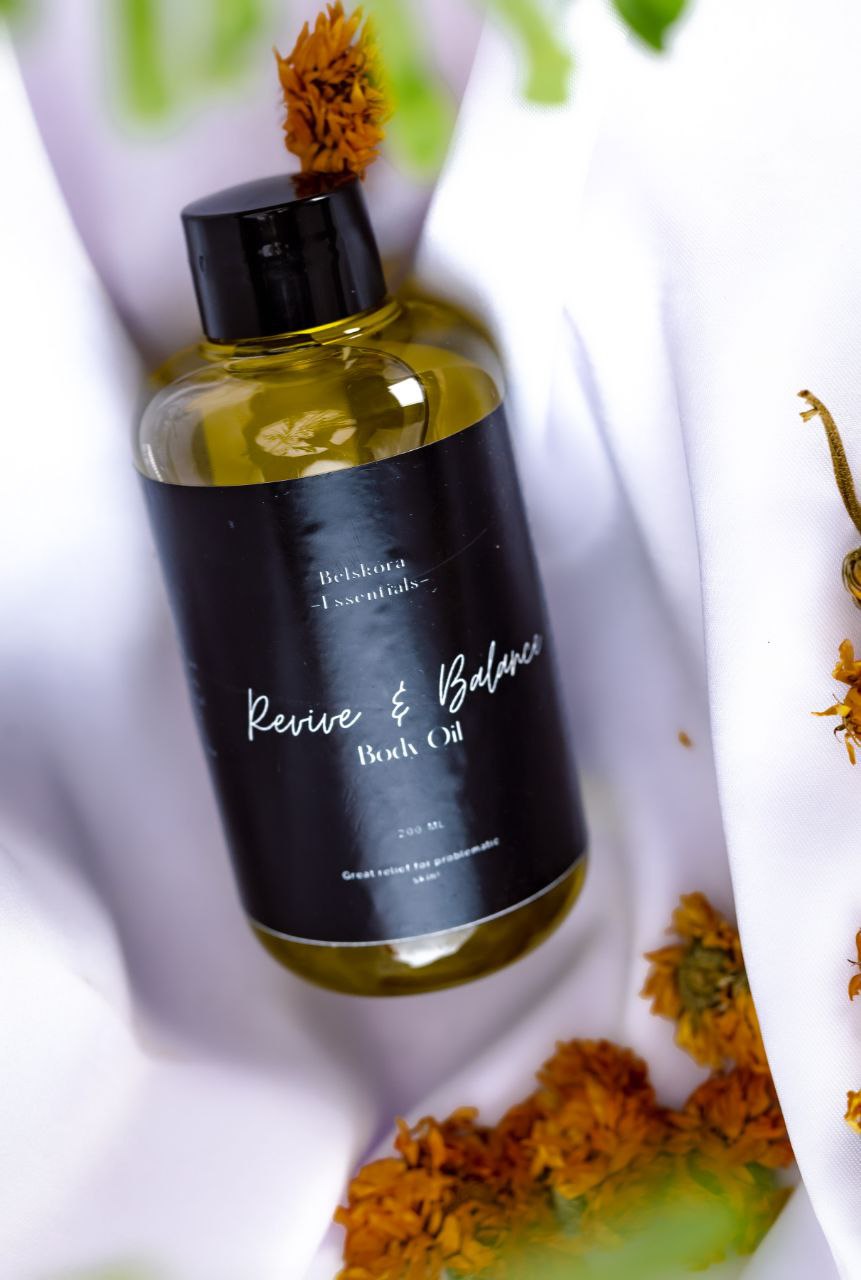 Belskora
-Essentials-
Revive & Balance
Body Oil
200 ML
Great relief for problematic
skin!